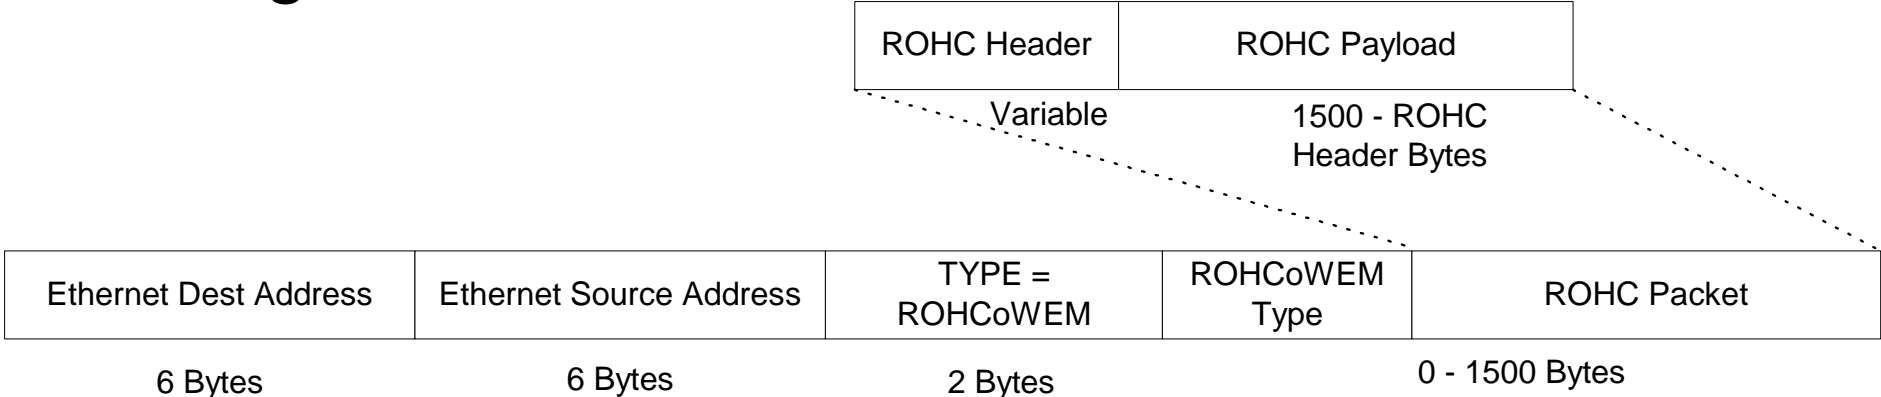 ROHC Header
ROHC Payload
Variable
1500 - ROHC
Header Bytes
Ethernet Dest Address
Ethernet Source Address
TYPE =
ROHCoWEM
ROHCoWEM
Type
ROHC Packet
6 Bytes
6 Bytes
2 Bytes
0 - 1500 Bytes